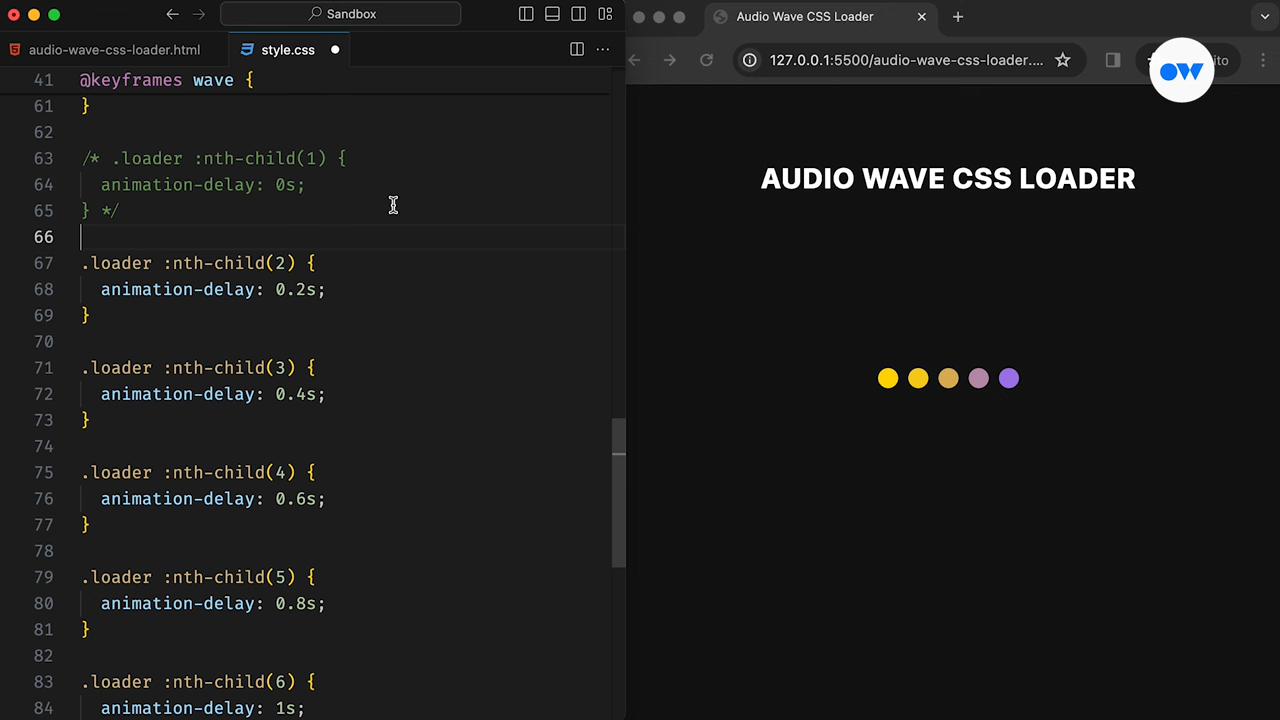 Sandbox
audio-wave-css-loader.html
style.css
41 @keyframes wave {
61 }
62
63 /* .loader :nth-child(1) {
64 animation-delay: 0s;
65 } */
66
67 .loader :nth-child(2) {
68 animation-delay: 0.2s;
69 }
70
71 .loader :nth-child(3) {
72 animation-delay: 0.4s;
73 }
74
75 .loader :nth-child(4) {
76 animation-delay: 0.6s;
77 }
78
79 .loader :nth-child(5) {
80 animation-delay: 0.8s;
81 }
82
83 .loader :nth-child(6) {
84 animation-delay: 1s;
Audio Wave CSS Loader
127.0.0.1:5500/audio-wave-css-loader....
OW
AUDIO WAVE CSS LOADER